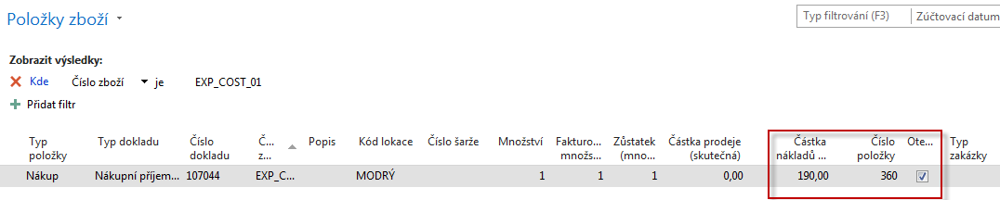 Položky zboží
Typ filtrování (F3) Zúčtovací datum
Zobrazit výsledky:
Kde Číslo zboží je EXP_COST_01
Přidat filtr
Typ položky Typ dokladu Číslo dokladu Č... z... Popis Kód lokace Číslo šarže Množství Fakturo... množs... Zůstatek (mno... Částka prodeje (skutečná) Částka nákladů ... Číslo položky Ote... Typ zakázky
Nákup Nákupní příjem... 107044 EXP_C... MODRÝ 1 1 1 0,00 190,00 360